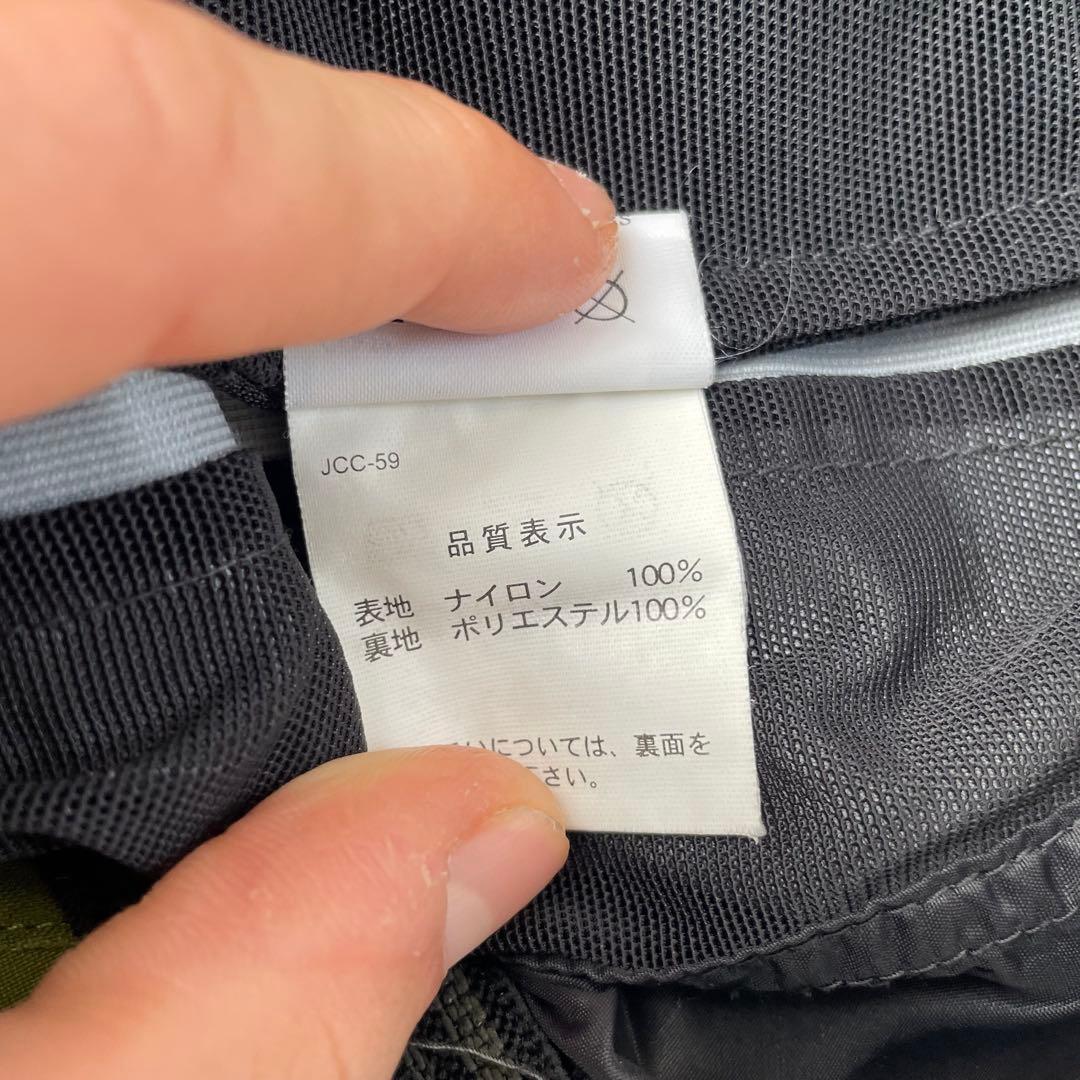 JCC-59
品質表示
表地 ナイロン 100%
裏地 ポリエステル100%
については、裏面を
さい。